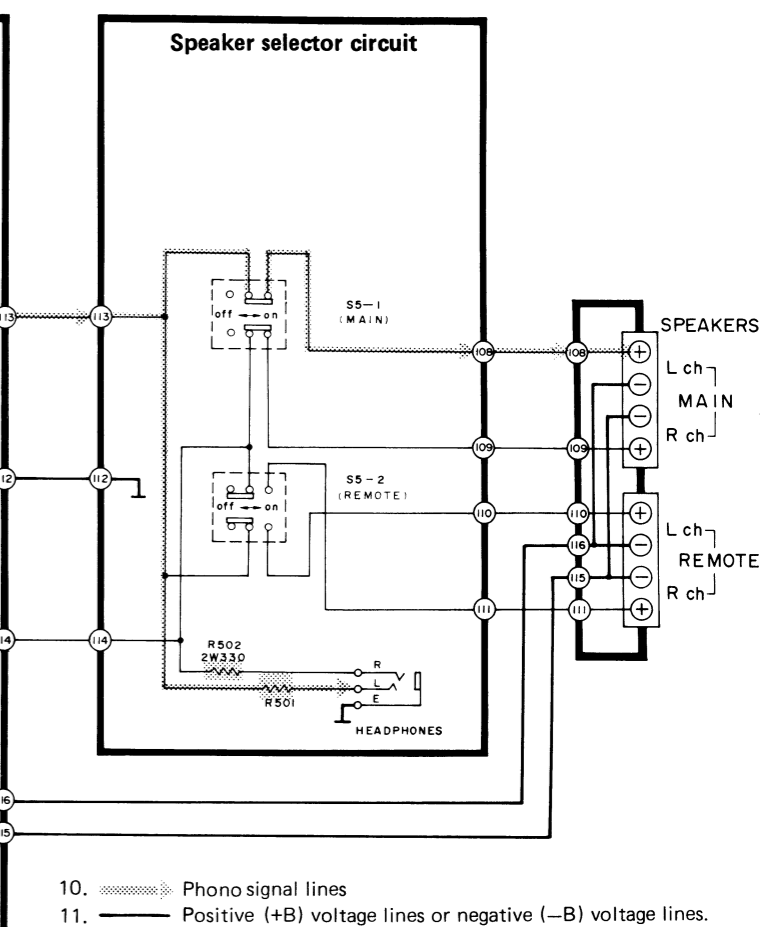 Speaker selector circuit
S5-1
(MAIN)
off on
113
113
108
108
SPEAKERS
+
L ch
−
MAIN
−
R ch
+
109
109
12
112
S5-2
(REMOTE)
off on
110
110
+
L ch
116
−
REMOTE
115
−
R ch
111
111
+
14
114
R502
2W330
R
L
R501
E
HEADPHONES
16
15
10. Phono signal lines
11. Positive (+B) voltage lines or negative (−B) voltage lines.